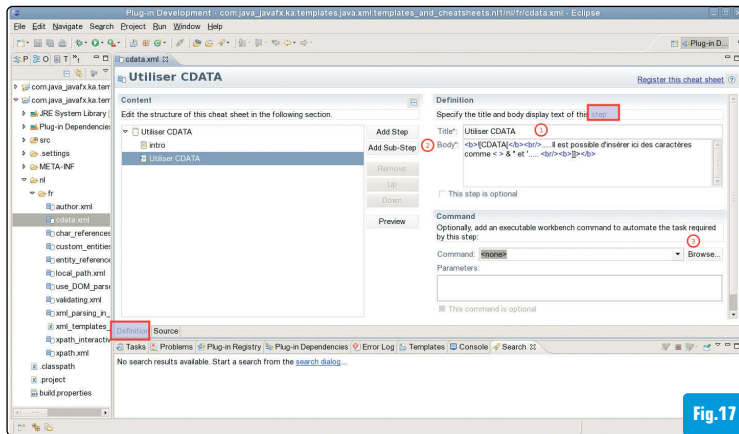 Plug-in Development - com.java_javafx.ka.templates.java.xml.templates_and_cheatsheets.nl1/nl/fr/cdata.xml - Eclipse
File Edit Navigate Search Project Run Window Help
Plug-in D...
cdata.xml
Utiliser CDATA
Register this cheat sheet
com.java_javafx.ka.tem
com.java_javafx.ka.tem
JRE System Library [
Plug-in Dependencie
src
.settings
META-INF
nl
fr
author.xml
cdata.xml
char_references
custom_entities
entity_reference
local_path.xml
use_DOM_parse
validating.xml
xml_parsing_in_
xml_templates_
xpath_interactiv
xpath.xml
.classpath
.project
build.properties
Content
Edit the structure of this cheat sheet in the following section.
Utiliser CDATA
intro
Utiliser CDATA
Add Step
Add Sub-Step
Remove
Up
Down
Preview
Definition
Specify the title and body display text of this step:
Title*: Utiliser CDATA 1
2 Body*: <b>![CDATA[</b><br/>.....Il est possible d'insérer ici des caractères
comme < > & " et '..... <br/><b>]]></b>
This step is optional
Command
Optionally, add an executable workbench command to automate the task required
by this step:
3
Command: <none> Browse...
Parameters:
This command is optional
Definition Source
Tasks Problems Plug-in Registry Plug-in Dependencies Error Log Templates Console Search
No search results available. Start a search from the search dialog...
Fig.17